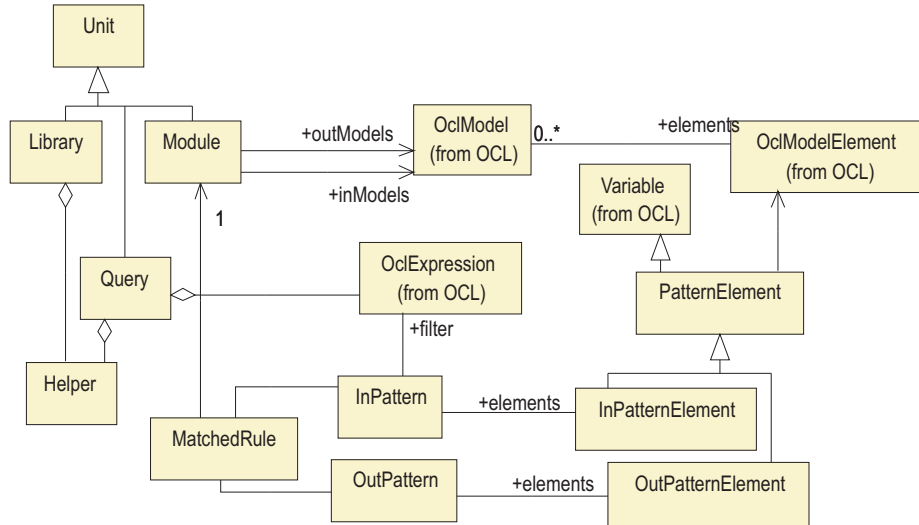 Unit
Library
Module
+outModels
+inModels
OclModel
(from OCL)
0..*
+elements
OclModelElement
(from OCL)
Variable
(from OCL)
1
Query
OclExpression
(from OCL)
PatternElement
+filter
Helper
InPattern
+elements
InPatternElement
MatchedRule
OutPattern
+elements
OutPatternElement